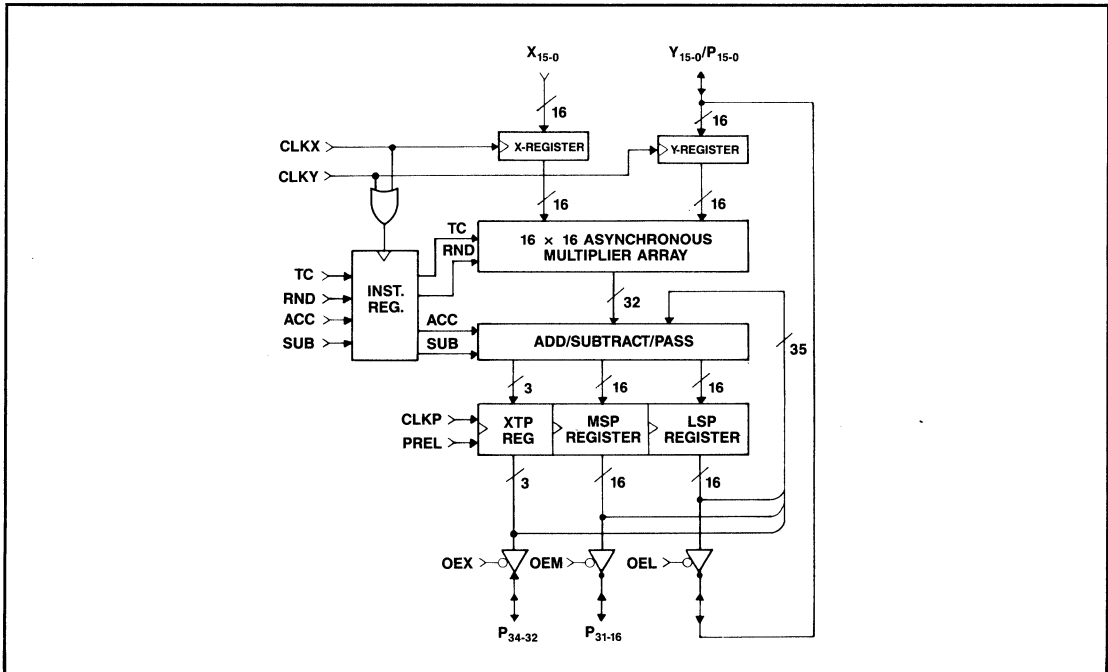 X15-0
Y15-0/P15-0
16
16
CLKX
X-REGISTER
Y-REGISTER
CLKY
16
16
TC
RND
16 × 16 ASYNCHRONOUS
MULTIPLIER ARRAY
TC
RND
ACC
SUB
INST.
REG.
32
ACC
SUB
ADD/SUBTRACT/PASS
35
3
16
16
CLKP
PREL
XTP
REG
MSP
REGISTER
LSP
REGISTER
3
16
16
OEX
OEM
OEL
P34-32
P31-16